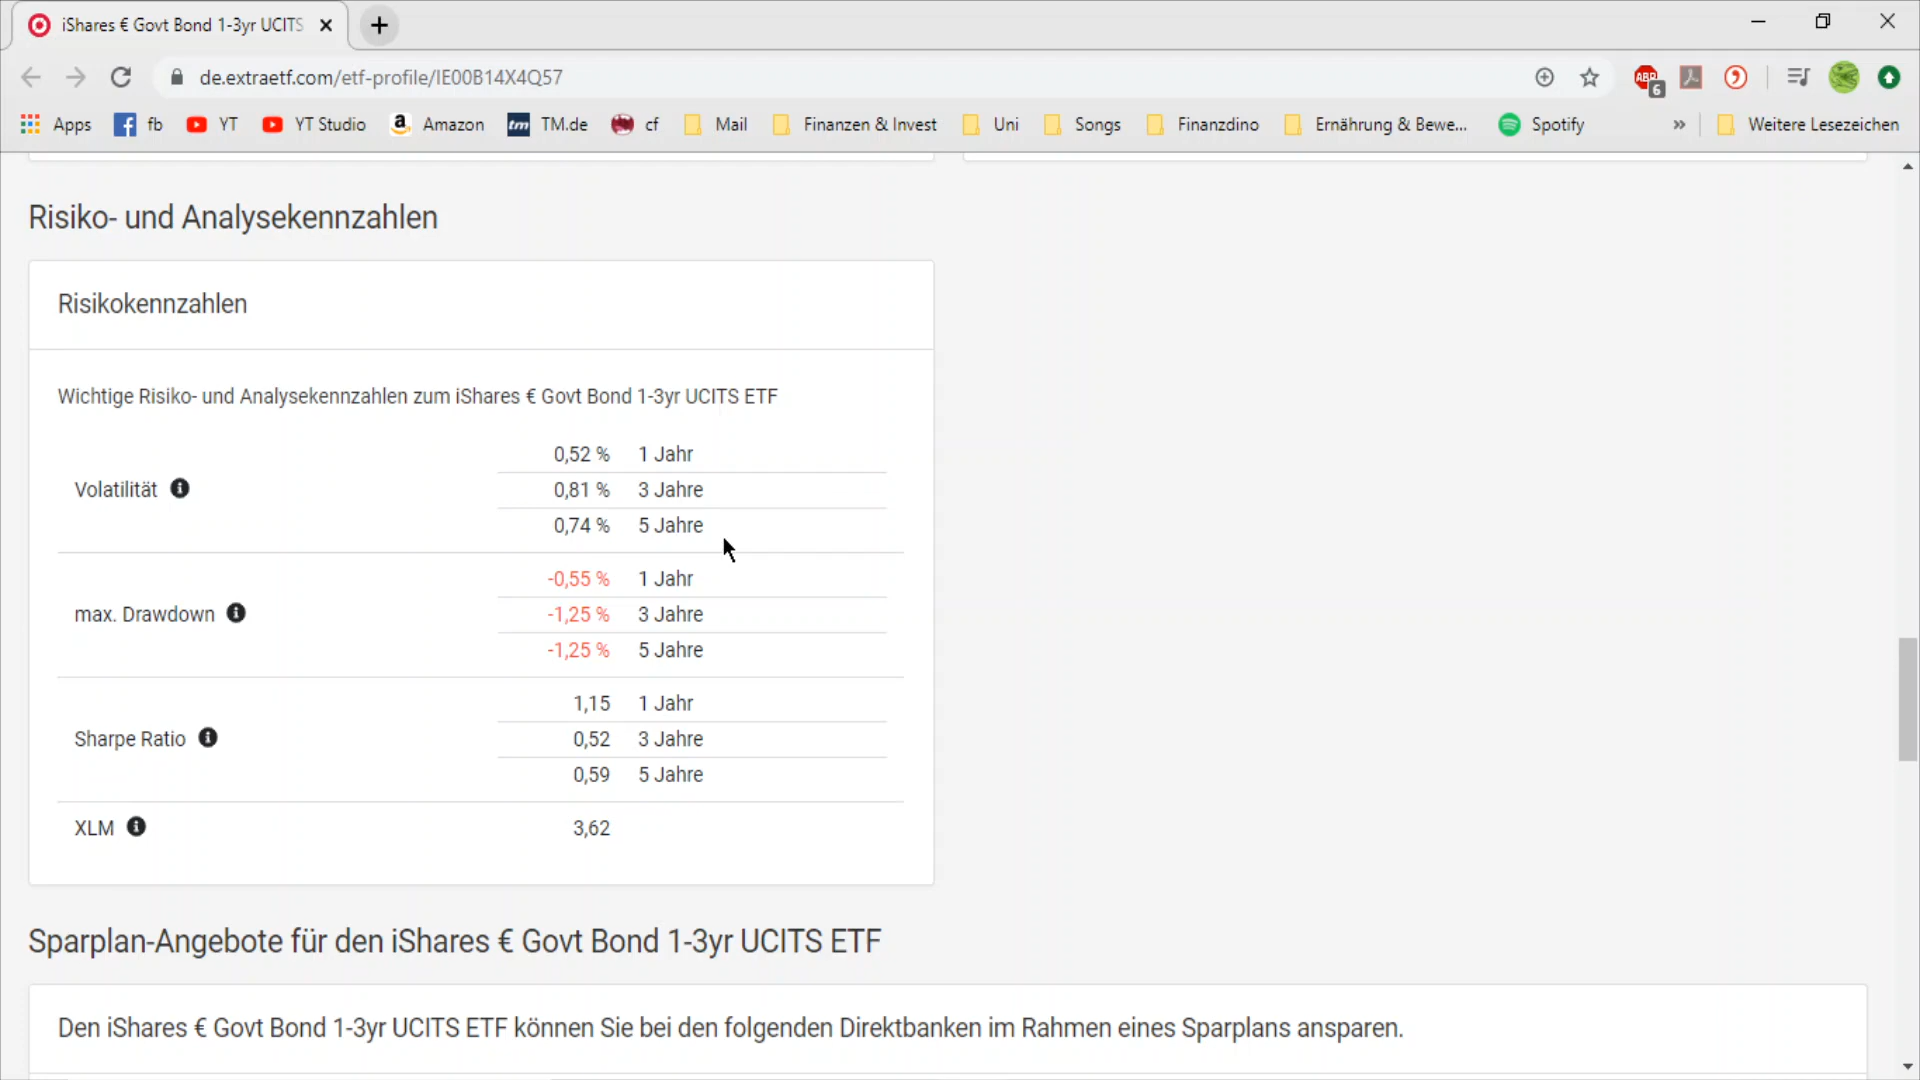 iShares € Govt Bond 1-3yr UCITS
de.extraetf.com/etf-profile/IE00B14X4Q57
ABP
6
Apps fb YT YT Studio a Amazon tm TM.de cf Mail Finanzen & Invest Uni Songs Finanzdino Ernährung & Bewe... Spotify » Weitere Lesezeichen
Risiko- und Analysekennzahlen
Risikokennzahlen
Wichtige Risiko- und Analysekennzahlen zum iShares € Govt Bond 1-3yr UCITS ETF
0,52 % 1 Jahr
Volatilität 0,81 % 3 Jahre
0,74 % 5 Jahre
-0,55 % 1 Jahr
max. Drawdown -1,25 % 3 Jahre
-1,25 % 5 Jahre
1,15 1 Jahr
Sharpe Ratio 0,52 3 Jahre
0,59 5 Jahre
XLM 3,62
Sparplan-Angebote für den iShares € Govt Bond 1-3yr UCITS ETF
Den iShares € Govt Bond 1-3yr UCITS ETF können Sie bei den folgenden Direktbanken im Rahmen eines Sparplans ansparen.